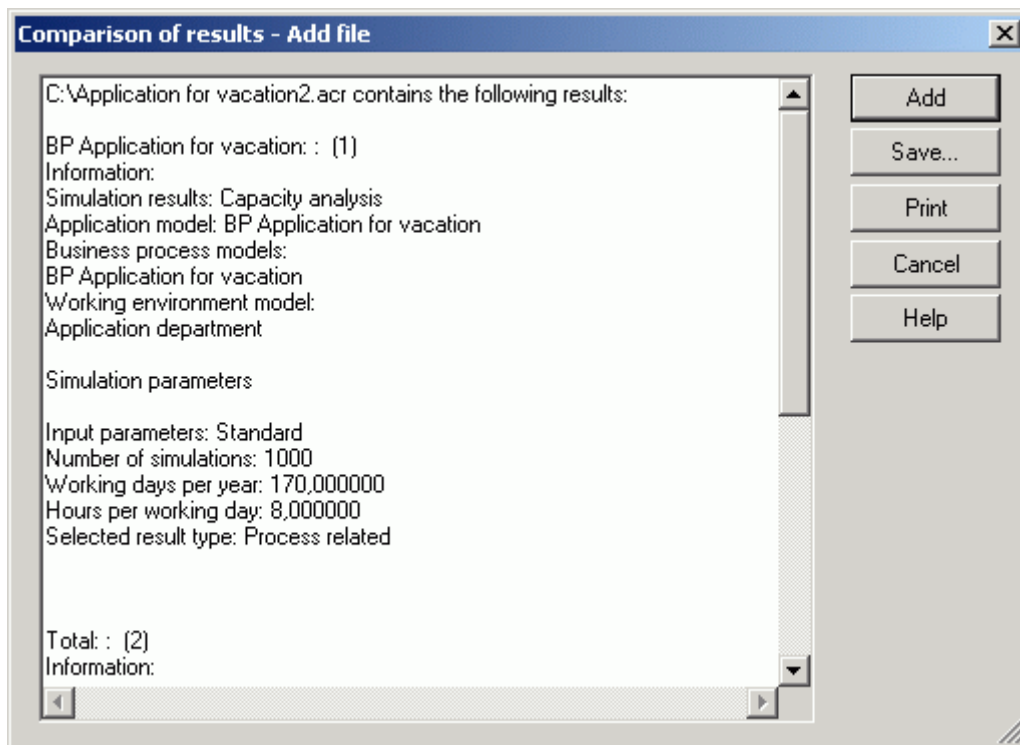 Comparison of results - Add file
C:\Application for vacation2.acr contains the following results:
BP Application for vacation: :  (1)
Information:
Simulation results: Capacity analysis
Application model: BP Application for vacation
Business process models:
BP Application for vacation
Working environment model:
Application department
Simulation parameters
Input parameters: Standard
Number of simulations: 1000
Working days per year: 170,000000
Hours per working day: 8,000000
Selected result type: Process related
Total: :  (2)
Information:
Add
Save...
Print
Cancel
Help